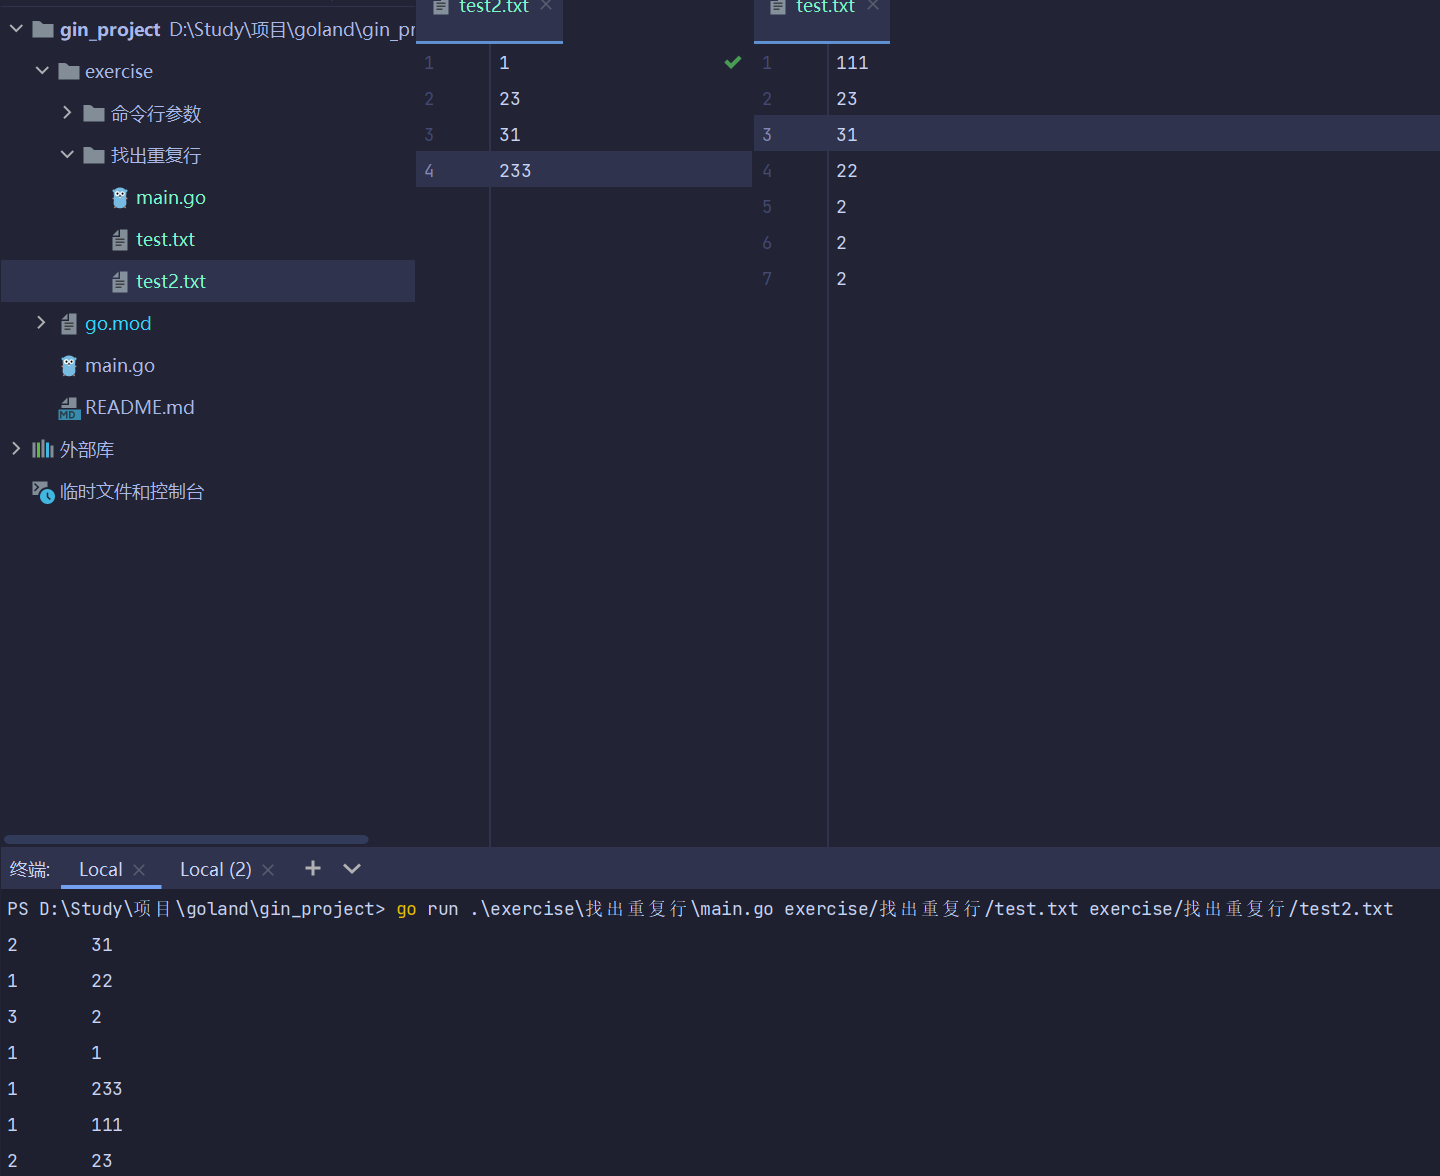 gin_project D:\Study\项目\goland\gin_pr
exercise
命令行参数
找出重复行
main.go
test.txt
test2.txt
go.mod
main.go
README.md
外部库
临时文件和控制台
test2.txt
1 1
2 23
3 31
4 233
test.txt
1 111
2 23
3 31
4 22
5 2
6 2
7 2
终端: Local Local (2)
PS D:\Study\项目\goland\gin_project> go run .\exercise\找出重复行\main.go exercise/找出重复行/test.txt exercise/找出重复行/test2.txt
2 31
1 22
3 2
1 1
1 233
1 111
2 23